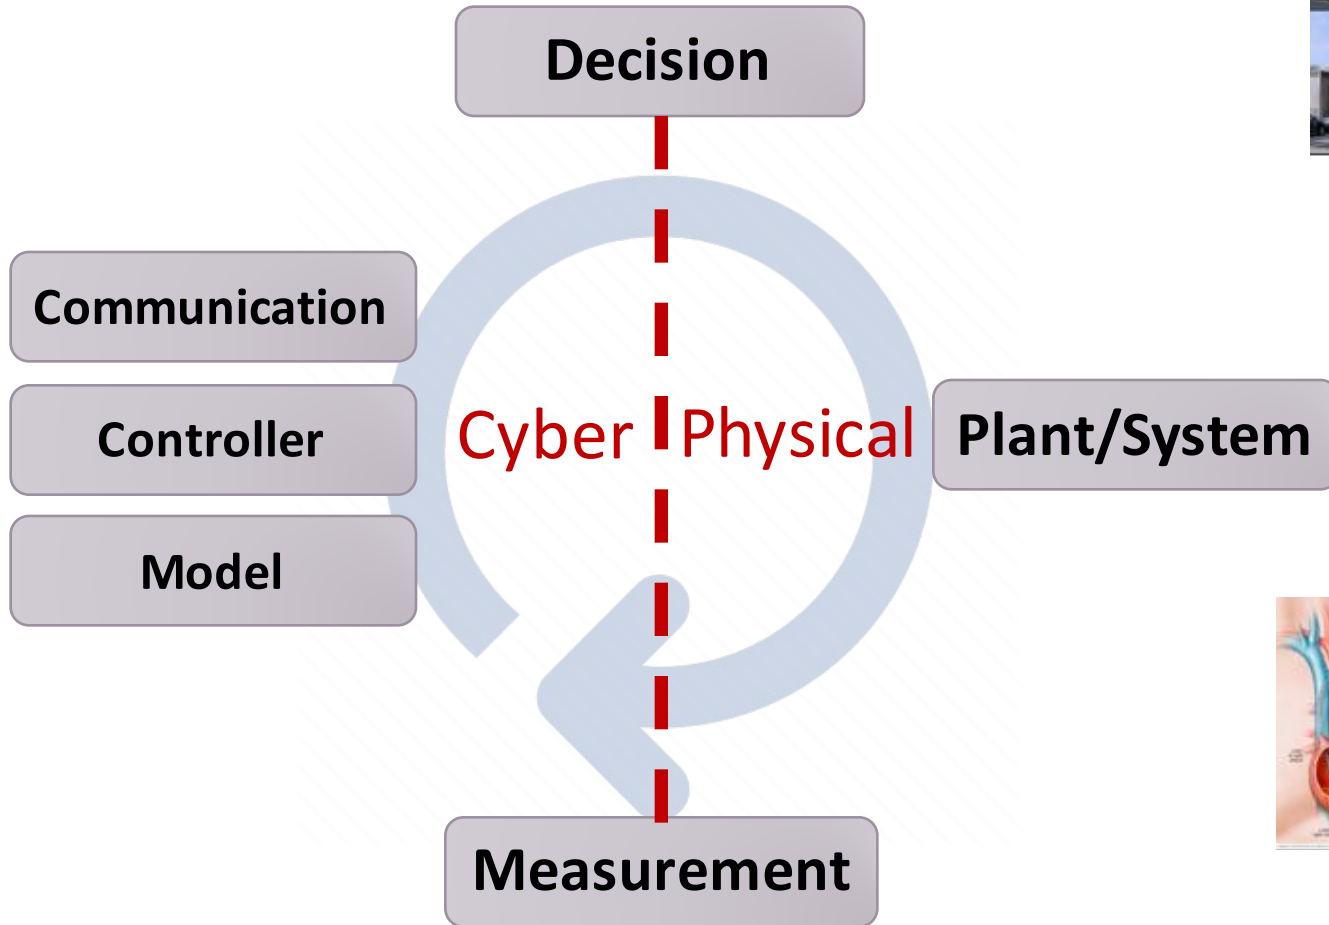 Decision
Communication
Controller
Model
Cyber
Physical
Plant/System
Measurement